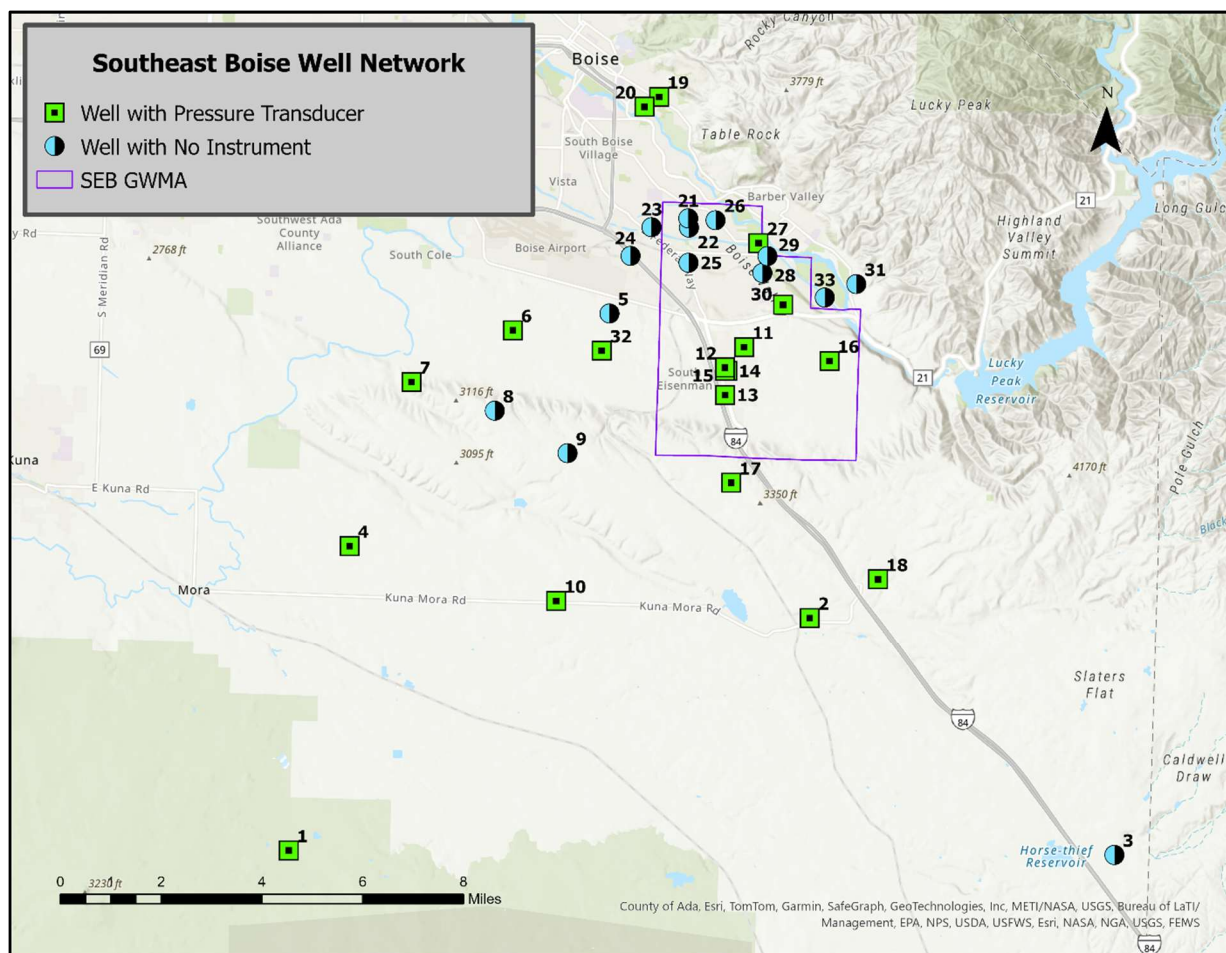 Southeast Boise Well Network
Well with Pressure Transducer
Well with No Instrument
SEB GWMA
Rocky Canyon
Boise
3779 ft
Lucky Peak
N
19
20
Table Rock
South Boise
Village
21
Vista
Barber Valley
Long Gulch
Highland
Valley
Summit
Southwest Ada
County
Alliance
2768 ft
South Cole
Boise Airport
23
21
26
22
27
24
25
29
28
31
33
30
S Meridian Rd
69
5
6
32
11
12
15
14
16
South
Eisenman
13
7
3116 ft
8
21
Lucky
Peak
Reservoir
Pole Gulch
9
3095 ft
84
Kuna
E Kuna Rd
17
3350 ft
4170 ft
4
18
Mora
Kuna Mora Rd
10
Kuna Mora Rd
2
Slaters
Flat
84
Caldwell
Draw
1
Horse-thief
Reservoir
3
3230 ft
0 2 4 6 8
Miles
County of Ada, Esri, TomTom, Garmin, SafeGraph, GeoTechnologies, Inc, METI/NASA, USGS, Bureau of LaTI/
Management, EPA, NPS, USDA, USFWS, Esri, NASA, NGA, USGS, FEMS
84